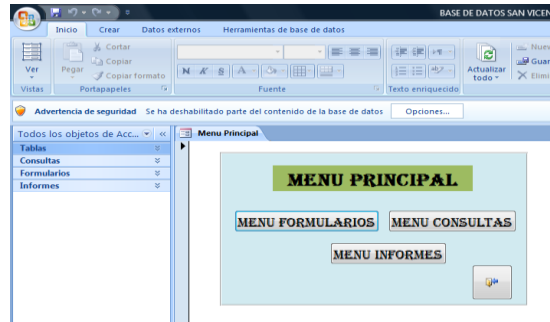 BASE DE DATOS SAN VICEN
Inicio Crear Datos externos Herramientas de base de datos
Ver
Pegar
Cortar
Copiar
Copiar formato
N K S A
Actualizar todo
Nuev
Guar
Elimi
Vistas Portapapeles Fuente Texto enriquecido
Advertencia de seguridad Se ha deshabilitado parte del contenido de la base de datos Opciones...
Todos los objetos de Acc...
Tablas
Consultas
Formularios
Informes
Menu Principal
MENU PRINCIPAL
MENU FORMULARIOS MENU CONSULTAS
MENU INFORMES